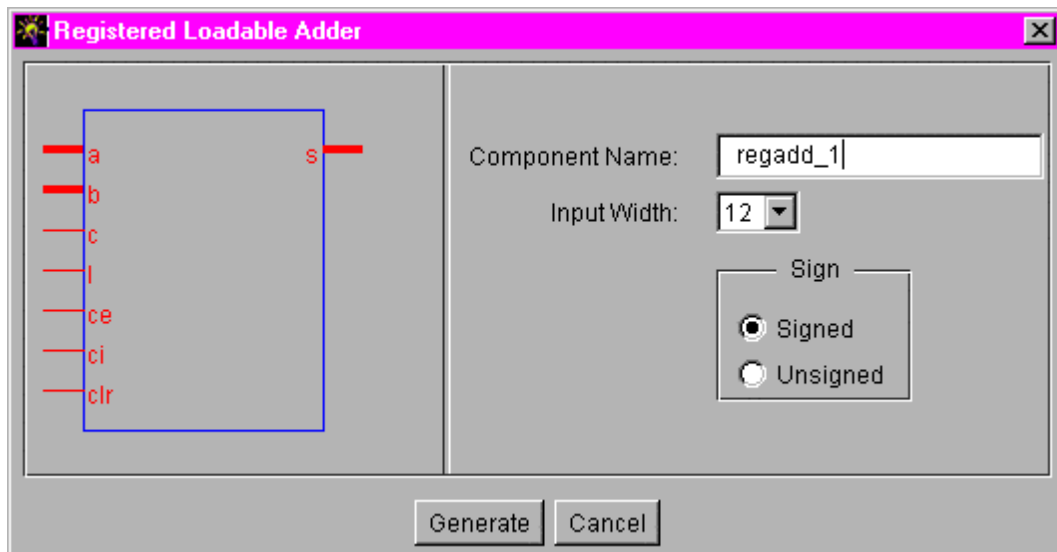 Registered Loadable Adder
a
s
b
c
l
ce
ci
clr
Component Name: regadd_1
Input Width: 12
Sign
Signed
Unsigned
Generate Cancel